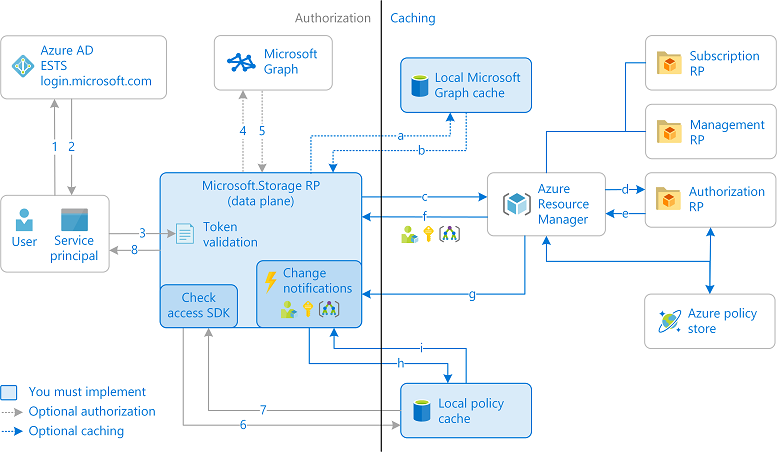 Authorization
Caching
Azure AD
ESTS
login.microsoft.com
Microsoft
Graph
Local Microsoft
Graph cache
Subscription
RP
Management
RP
1
2
4
5
a
b
Microsoft.Storage RP
(data plane)
c
Azure
Resource
Manager
d
e
Authorization
RP
User
Service
principal
3
8
Token
validation
f
Change
notifications
g
Check
access SDK
Azure policy
store
h
i
You must implement
Optional authorization
Optional caching
7
6
Local policy
cache